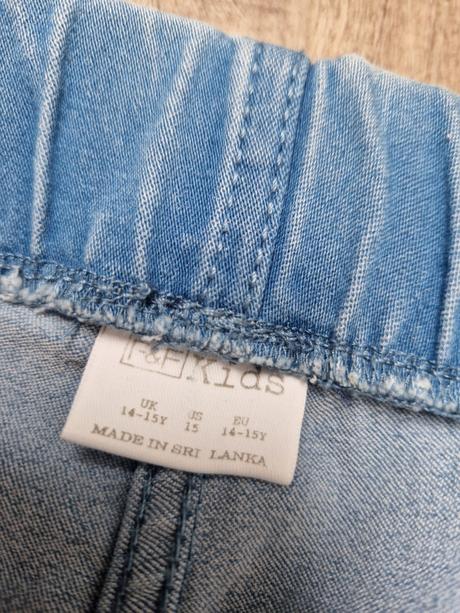 F&F Kids
UK US EU
14-15Y 15 14-15Y
MADE IN SRI LANKA